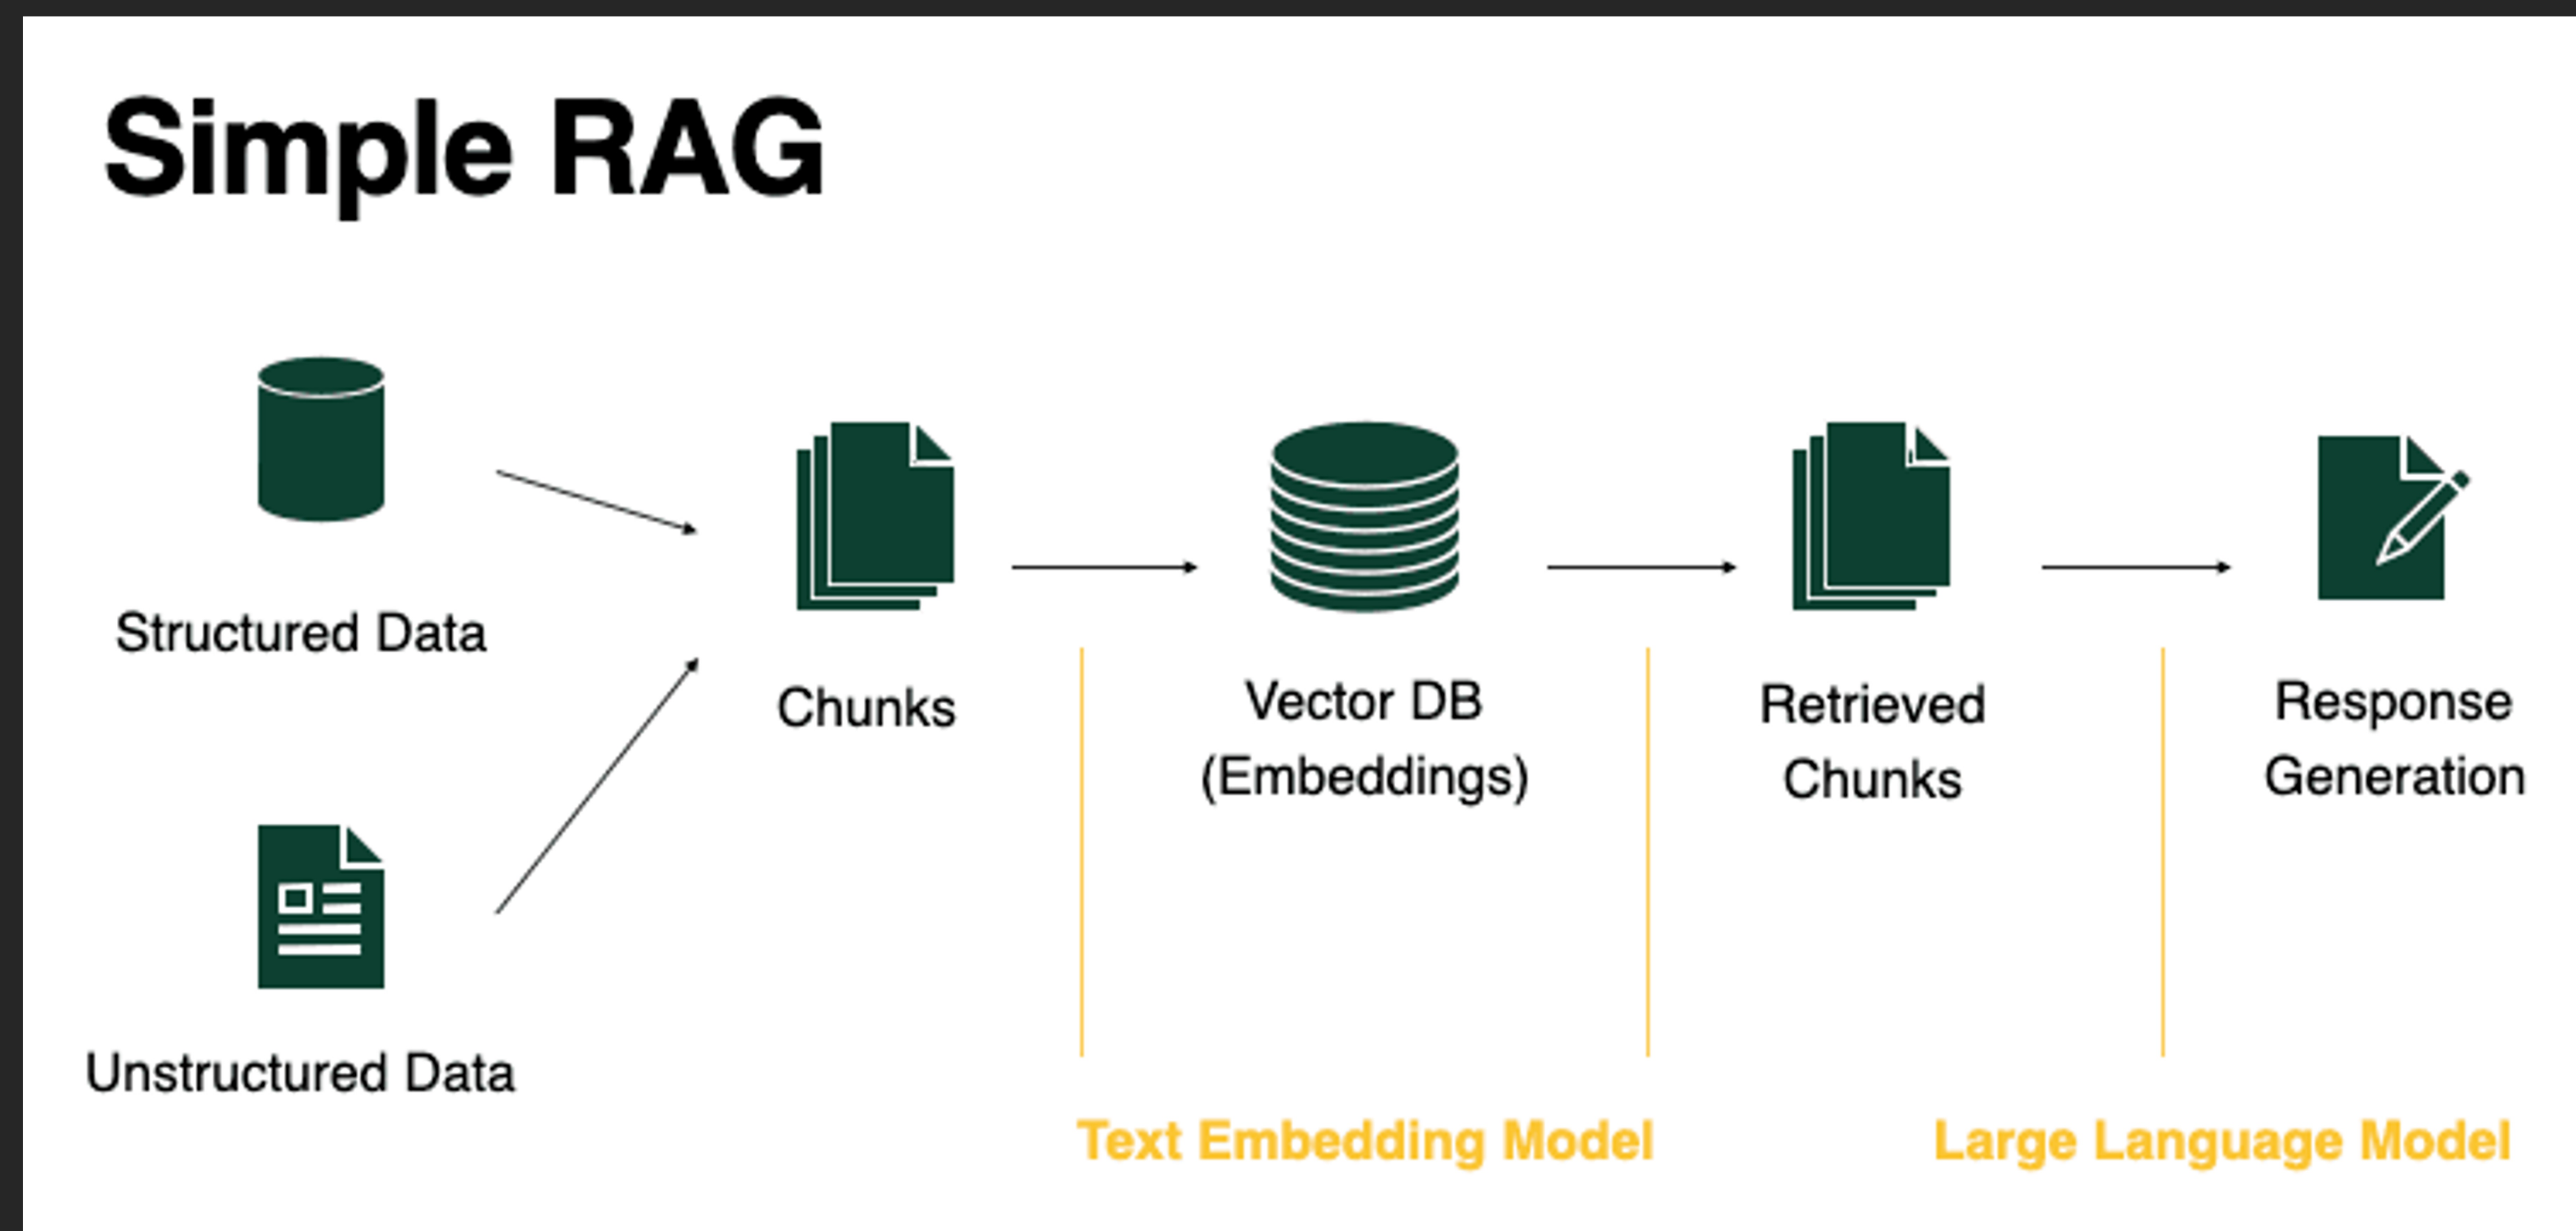 Simple RAG
Structured Data
Unstructured Data
Chunks
Vector DB
(Embeddings)
Retrieved
Chunks
Response
Generation
Text Embedding Model
Large Language Model